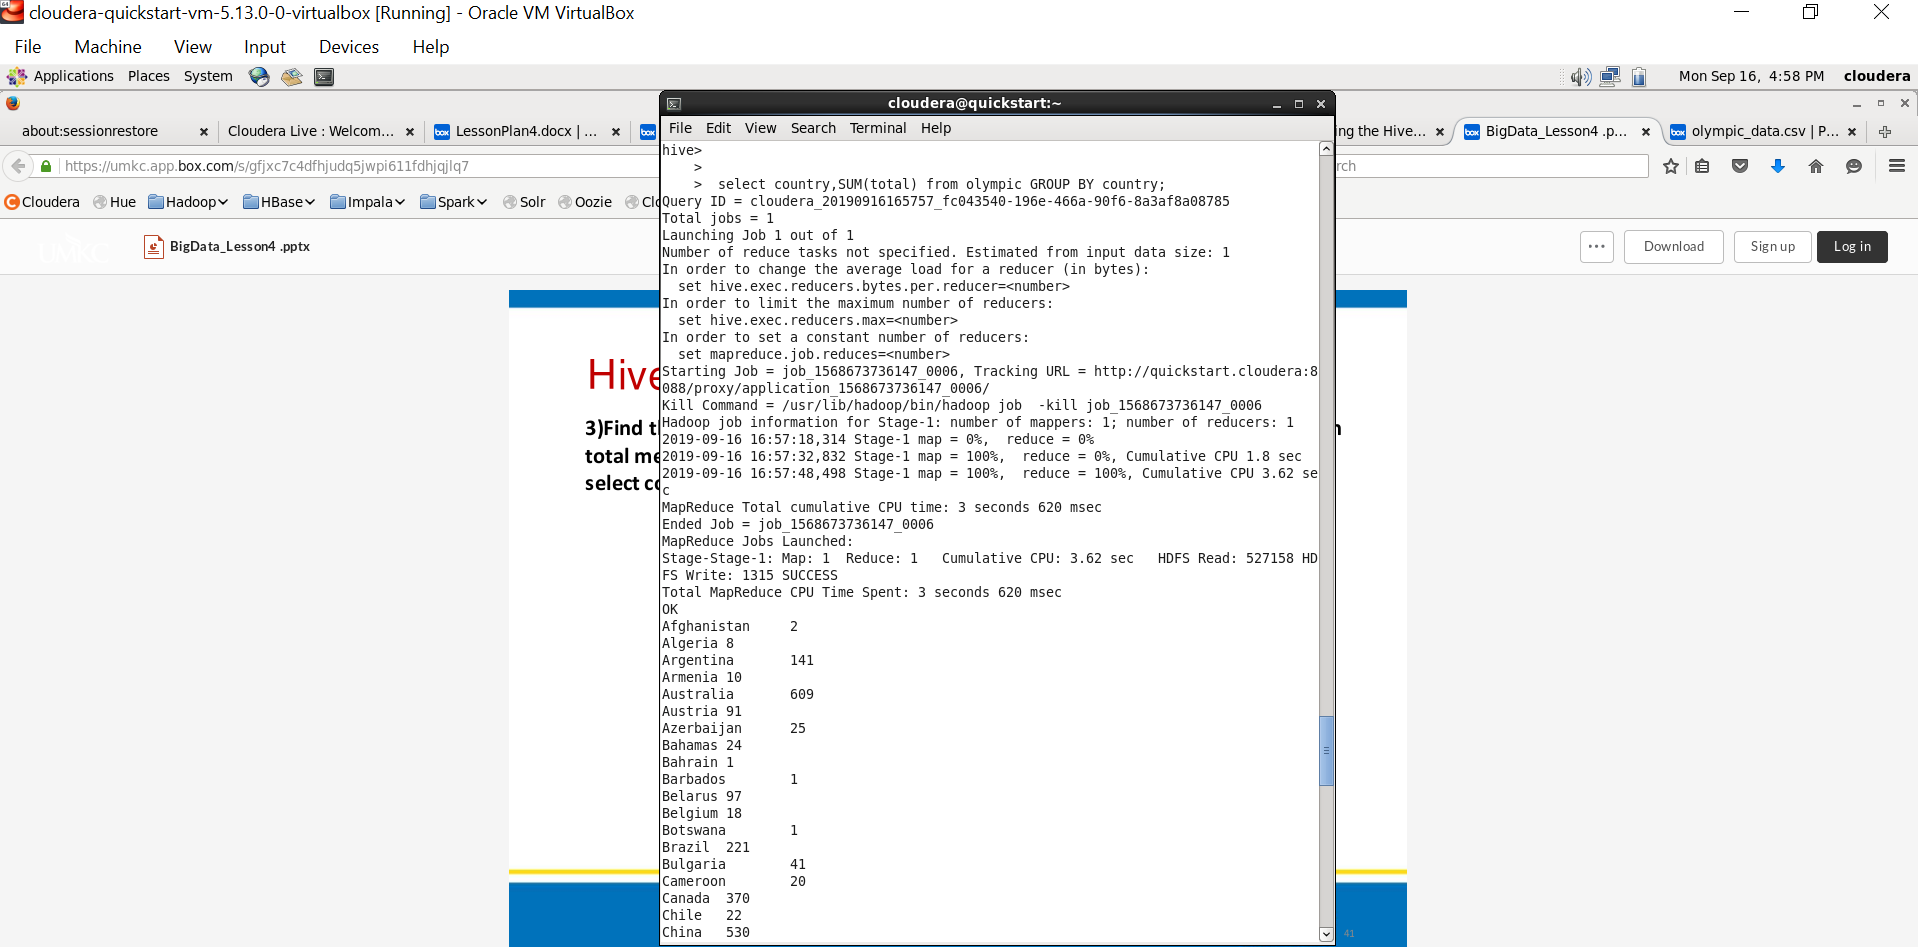 cloudera-quickstart-vm-5.13.0-0-virtualbox [Running] - Oracle VM VirtualBox
File Machine View Input Devices Help
Applications Places System Mon Sep 16, 4:58 PM cloudera
cloudera@quickstart:~
about:sessionrestore Cloudera Live : Welcom... LessonPlan4.docx | ... ing the Hive... BigData_Lesson4 .p... olympic_data.csv | P...
https://umkc.app.box.com/s/gfjxc7c4dfhjudq5jwpi611fdhjqjlq7 rch
Cloudera Hue Hadoop HBase Impala Spark Solr Oozie Clo
UMKC BigData_Lesson4 .pptx ... Download Sign up Log in
Hive
3)Find t
total me
select co
41
File Edit View Search Terminal Help
hive>
>
> select country,SUM(total) from olympic GROUP BY country;
Query ID = cloudera_20190916165757_fc043540-196e-466a-90f6-8a3af8a08785
Total jobs = 1
Launching Job 1 out of 1
Number of reduce tasks not specified. Estimated from input data size: 1
In order to change the average load for a reducer (in bytes):
set hive.exec.reducers.bytes.per.reducer=<number>
In order to limit the maximum number of reducers:
set hive.exec.reducers.max=<number>
In order to set a constant number of reducers:
set mapreduce.job.reduces=<number>
Starting Job = job_1568673736147_0006, Tracking URL = http://quickstart.cloudera:8
088/proxy/application_1568673736147_0006/
Kill Command = /usr/lib/hadoop/bin/hadoop job  -kill job_1568673736147_0006
Hadoop job information for Stage-1: number of mappers: 1; number of reducers: 1
2019-09-16 16:57:18,314 Stage-1 map = 0%,  reduce = 0%
2019-09-16 16:57:32,832 Stage-1 map = 100%,  reduce = 0%, Cumulative CPU 1.8 sec
2019-09-16 16:57:48,498 Stage-1 map = 100%,  reduce = 100%, Cumulative CPU 3.62 se
c
MapReduce Total cumulative CPU time: 3 seconds 620 msec
Ended Job = job_1568673736147_0006
MapReduce Jobs Launched:
Stage-Stage-1: Map: 1  Reduce: 1   Cumulative CPU: 3.62 sec   HDFS Read: 527158 HD
FS Write: 1315 SUCCESS
Total MapReduce CPU Time Spent: 3 seconds 620 msec
OK
Afghanistan 2
Algeria 8
Argentina 141
Armenia 10
Australia 609
Austria 91
Azerbaijan 25
Bahamas 24
Bahrain 1
Barbados 1
Belarus 97
Belgium 18
Botswana 1
Brazil 221
Bulgaria 41
Cameroon 20
Canada 370
Chile 22
China 530